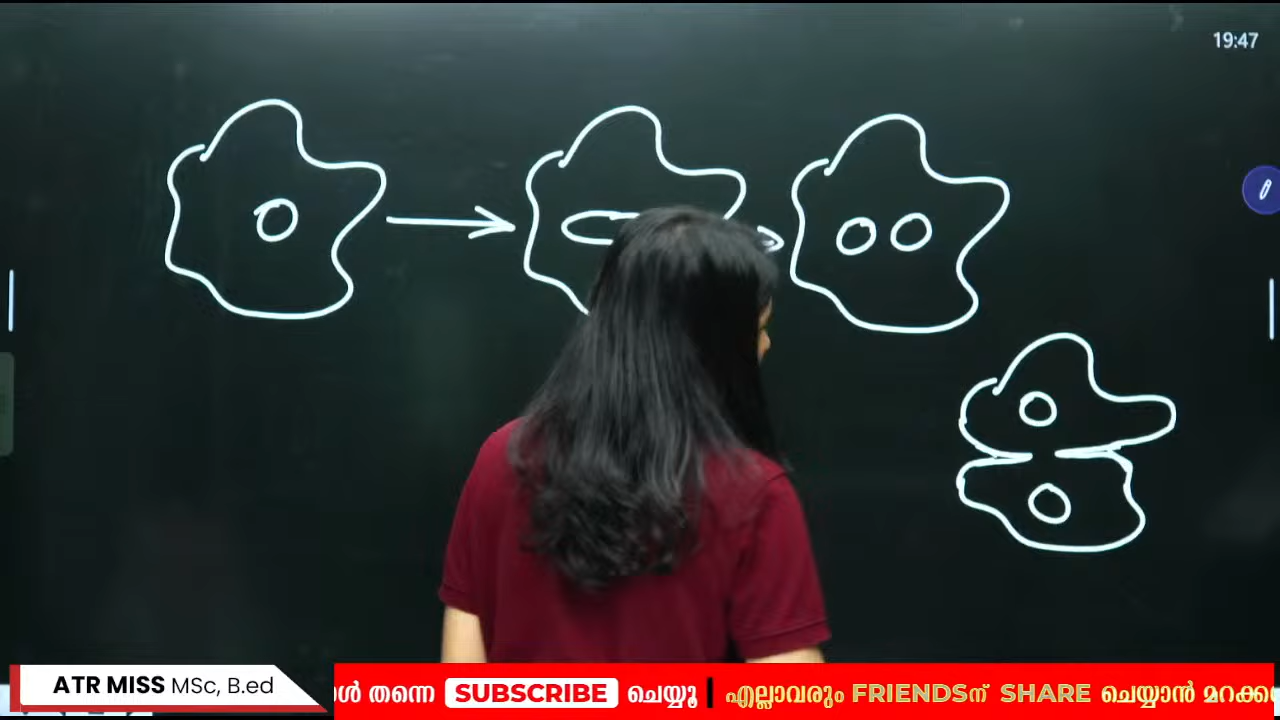 19:47
ATR MISS MSc, B.ed
തന്നെ SUBSCRIBE ചെയ്യൂ | എല്ലാവരും FRIENDSന് SHARE ചെയ്യാൻ